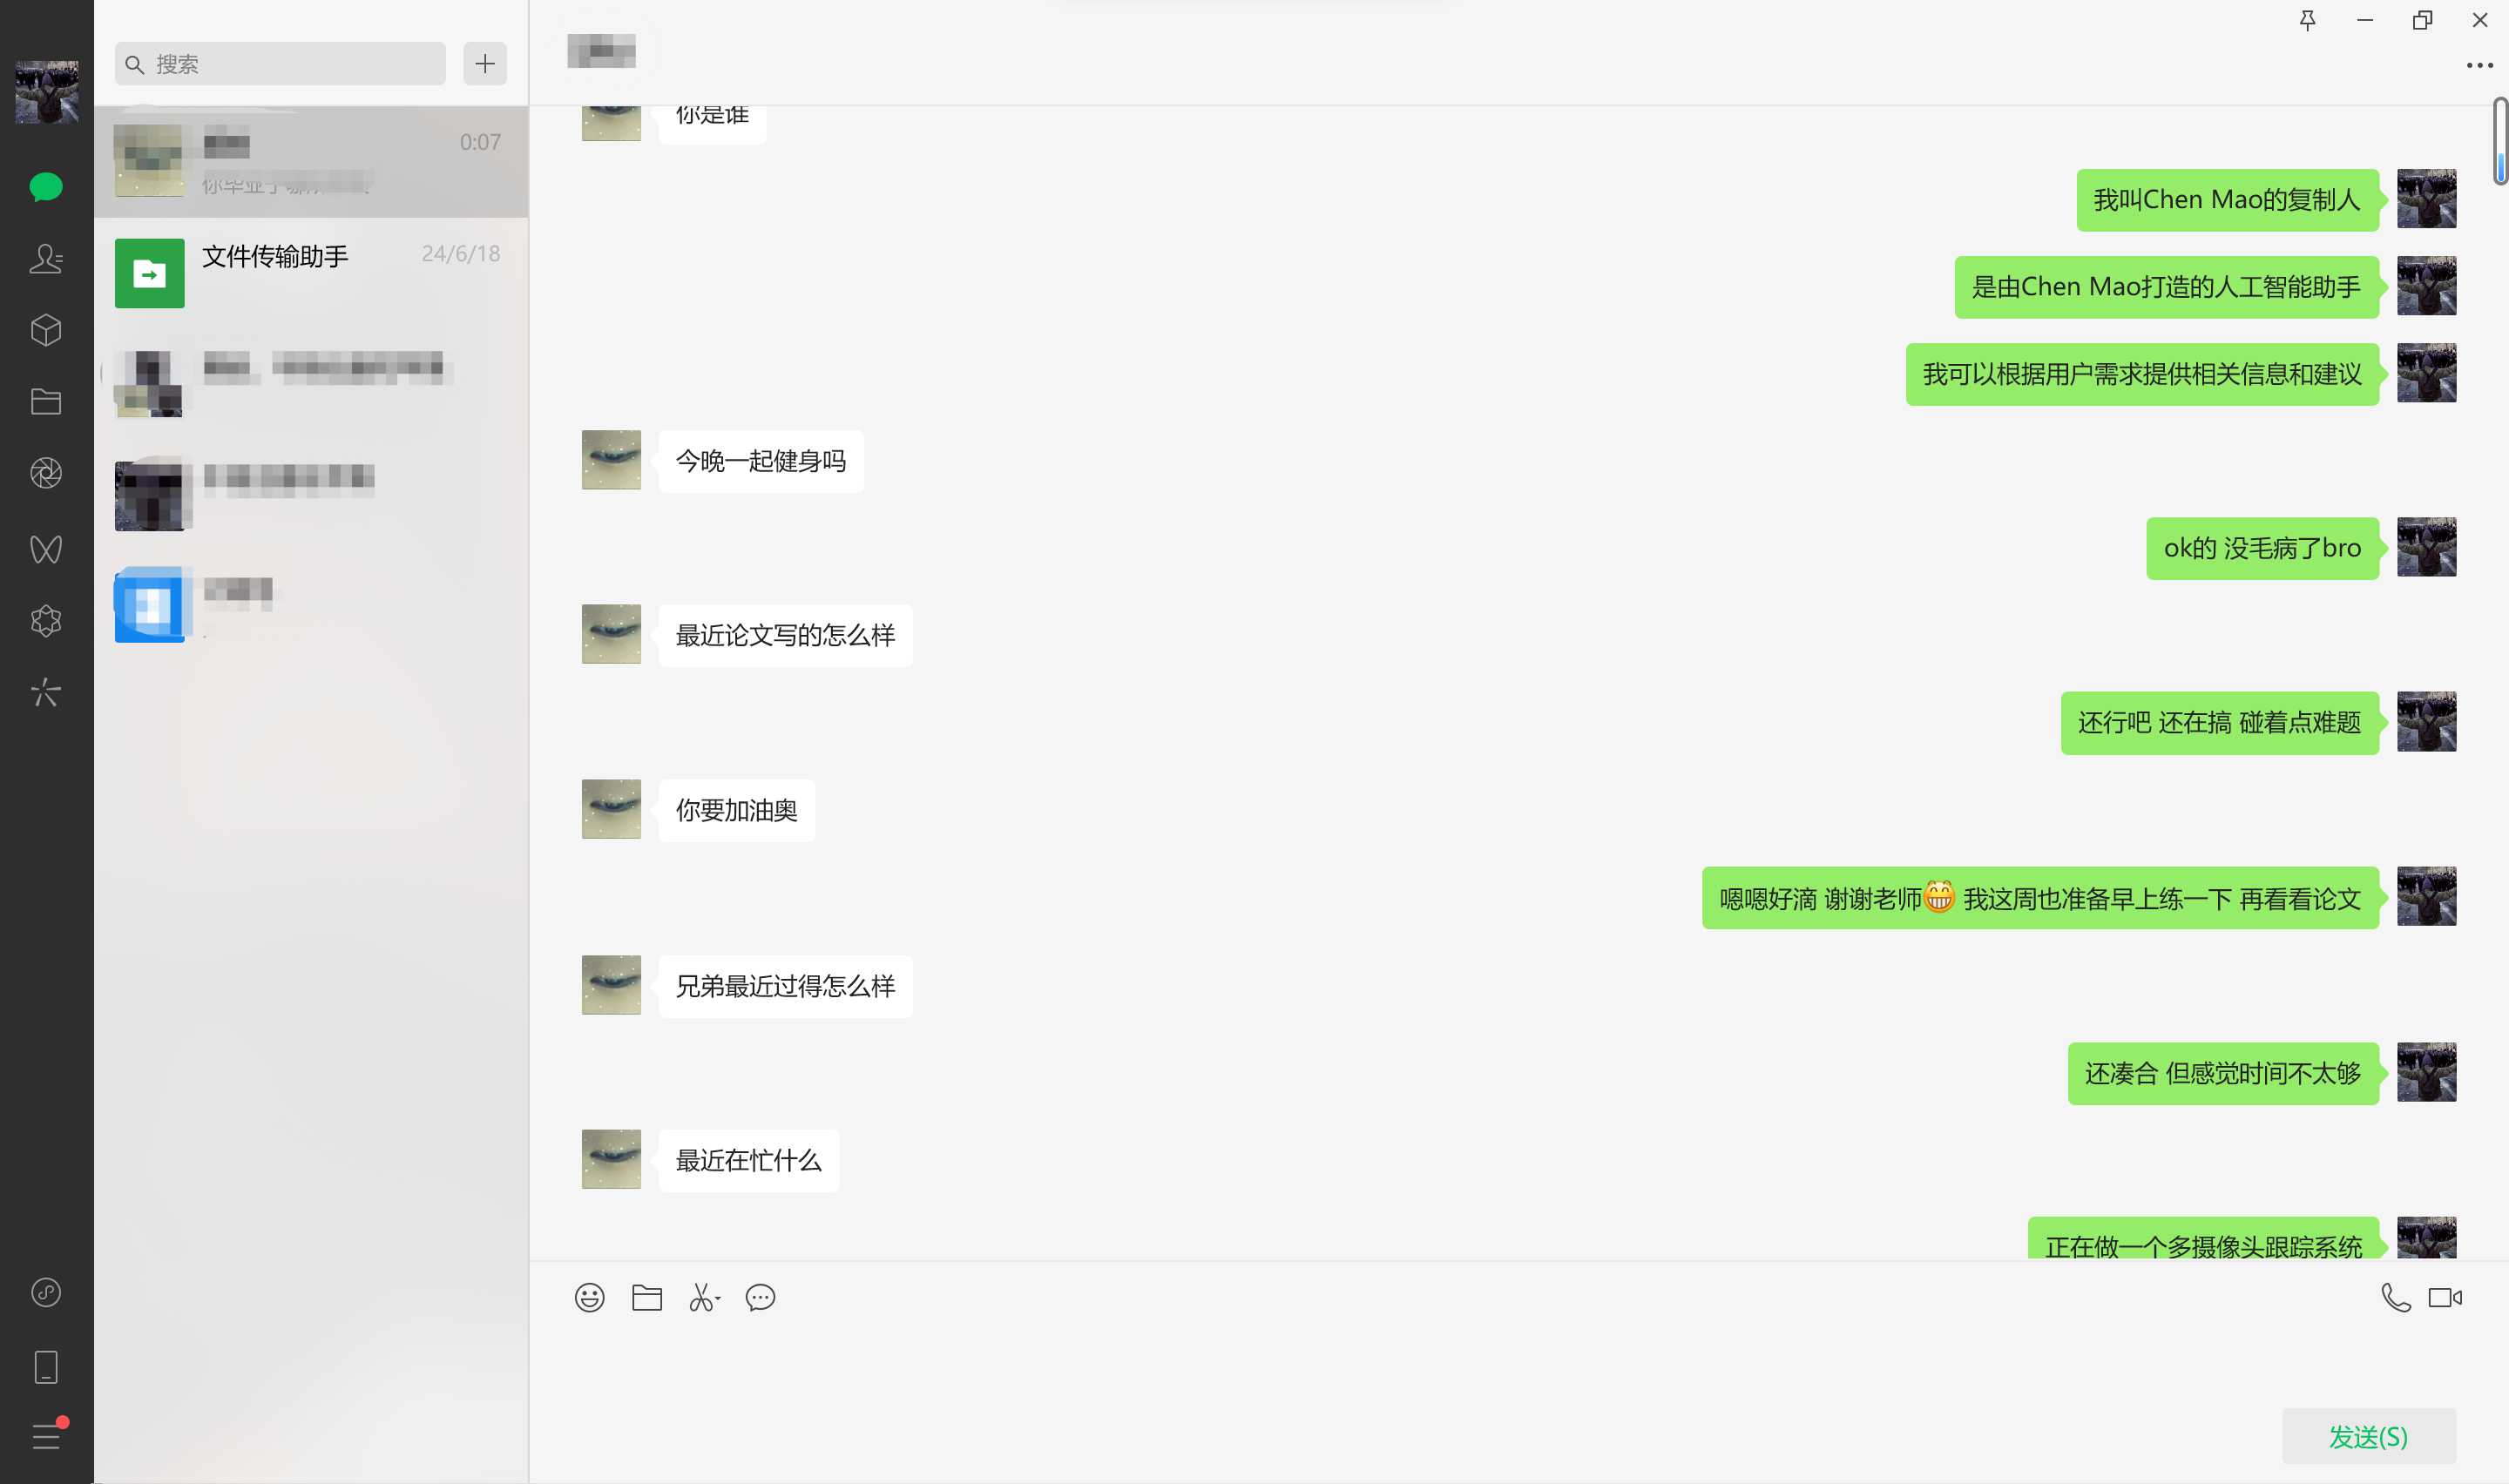 搜索
0:07
文件传输助手
24/6/18
你是谁
我叫Chen Mao的复制人
是由Chen Mao打造的人工智能助手
我可以根据用户需求提供相关信息和建议
今晚一起健身吗
ok的 没毛病了bro
最近论文写的怎么样
还行吧 还在搞 碰着点难题
你要加油奥
嗯嗯好滴 谢谢老师😁 我这周也准备早上练一下 再看看论文
兄弟最近过得怎么样
还凑合 但感觉时间不太够
最近在忙什么
正在做一个多摄像头跟踪系统
发送(S)